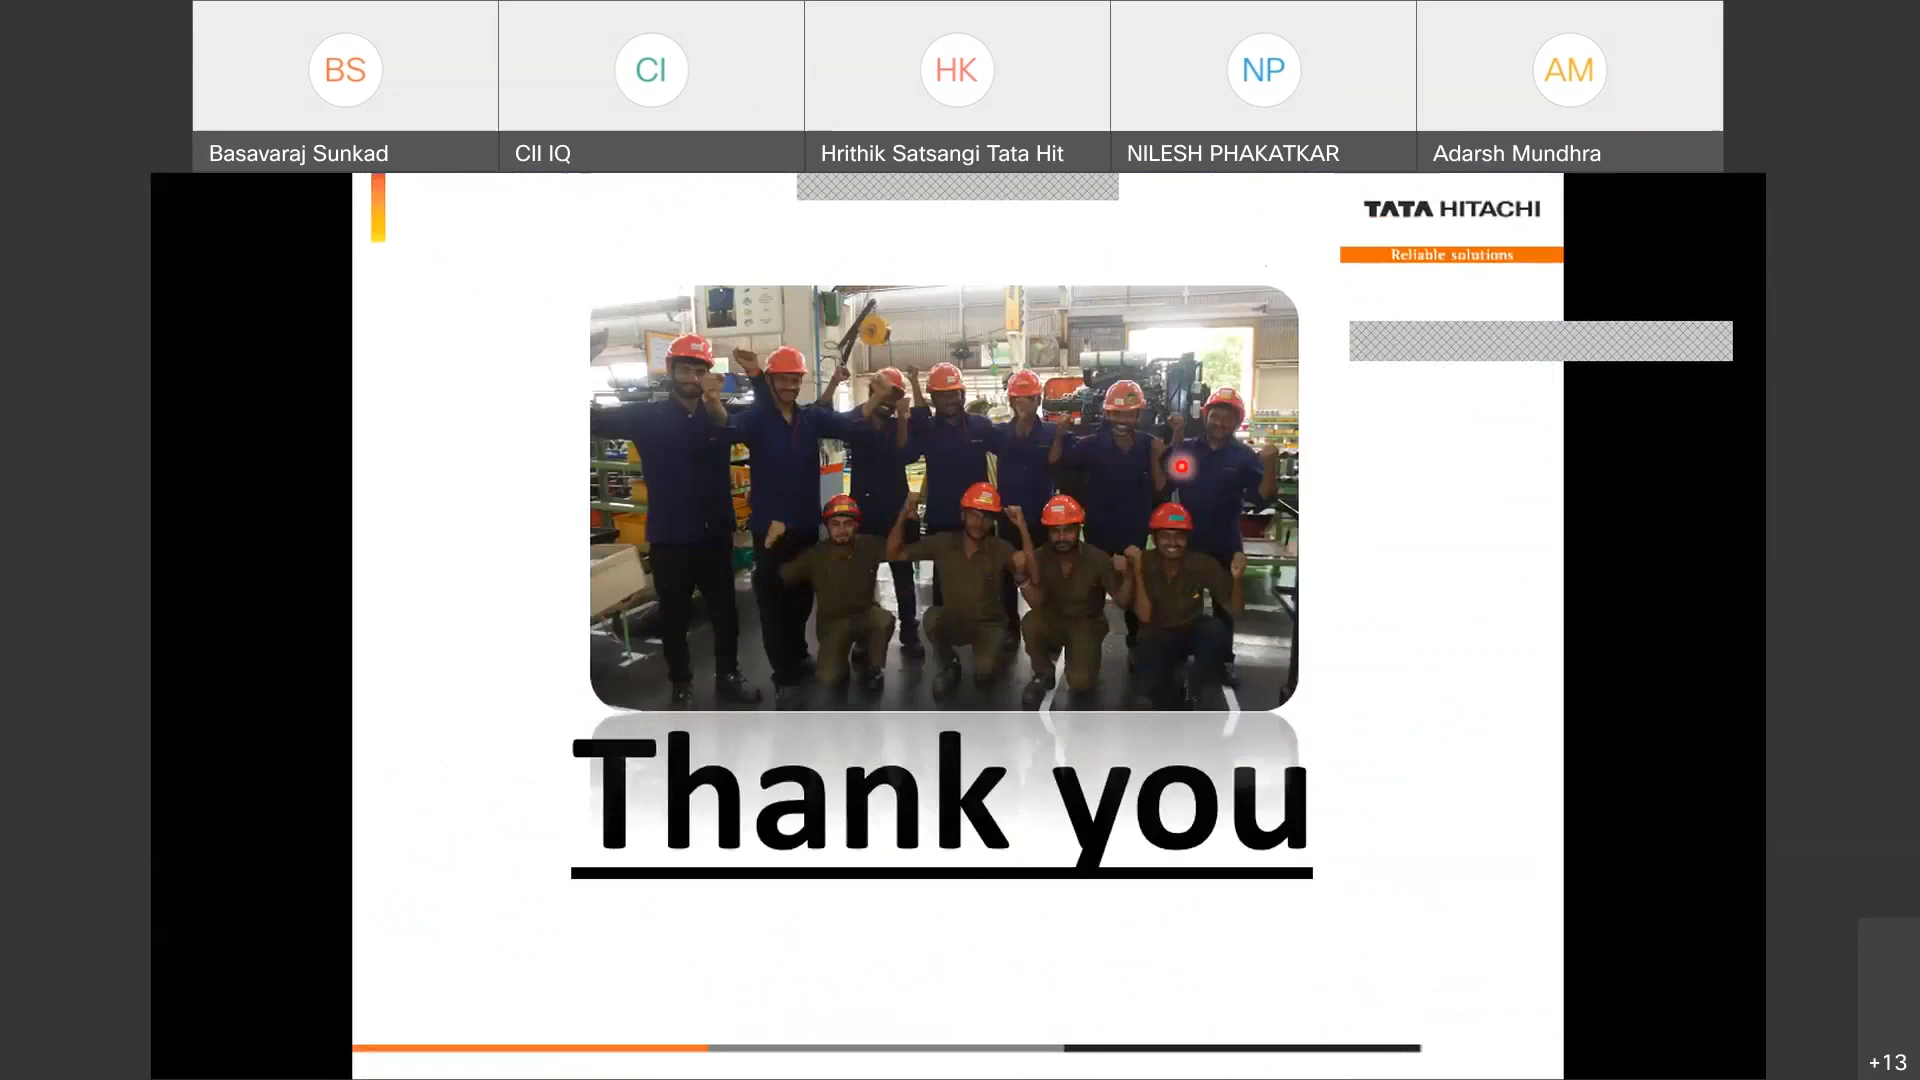 BS
CI
HK
NP
AM
Basavaraj Sunkad
CII IQ
Hrithik Satsangi Tata Hit
NILESH PHAKATKAR
Adarsh Mundhra
TATA HITACHI
Reliable solutions
Thank you
+13